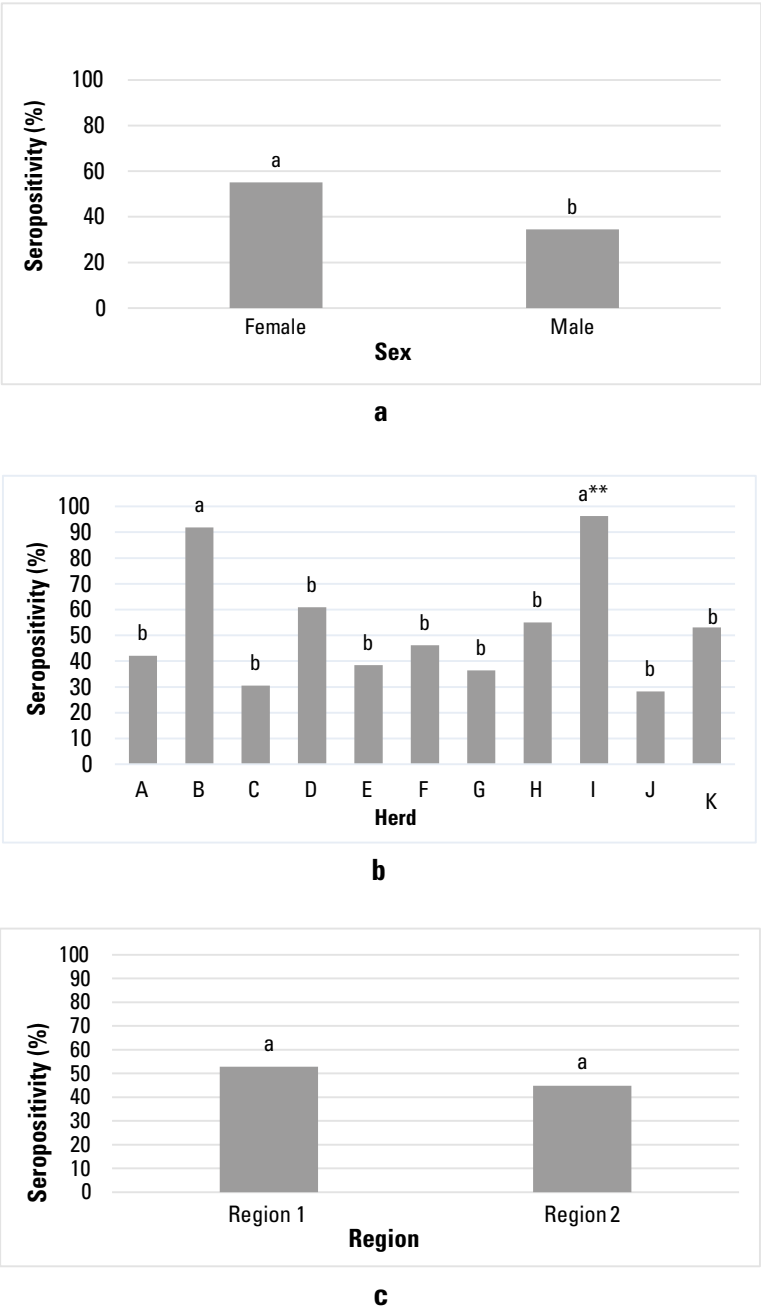 100
80
60
40
20
0
Seropositivity (%)
a
b
Female Male
Sex
a
100
90
80
70
60
50
40
30
20
10
0
Seropositivity (%)
b a b b b b b b a** b b
A B C D E F G H I J K
Herd
b
100
90
80
70
60
50
40
30
20
10
0
Seropositivity (%)
a a
Region 1 Region 2
Region
c